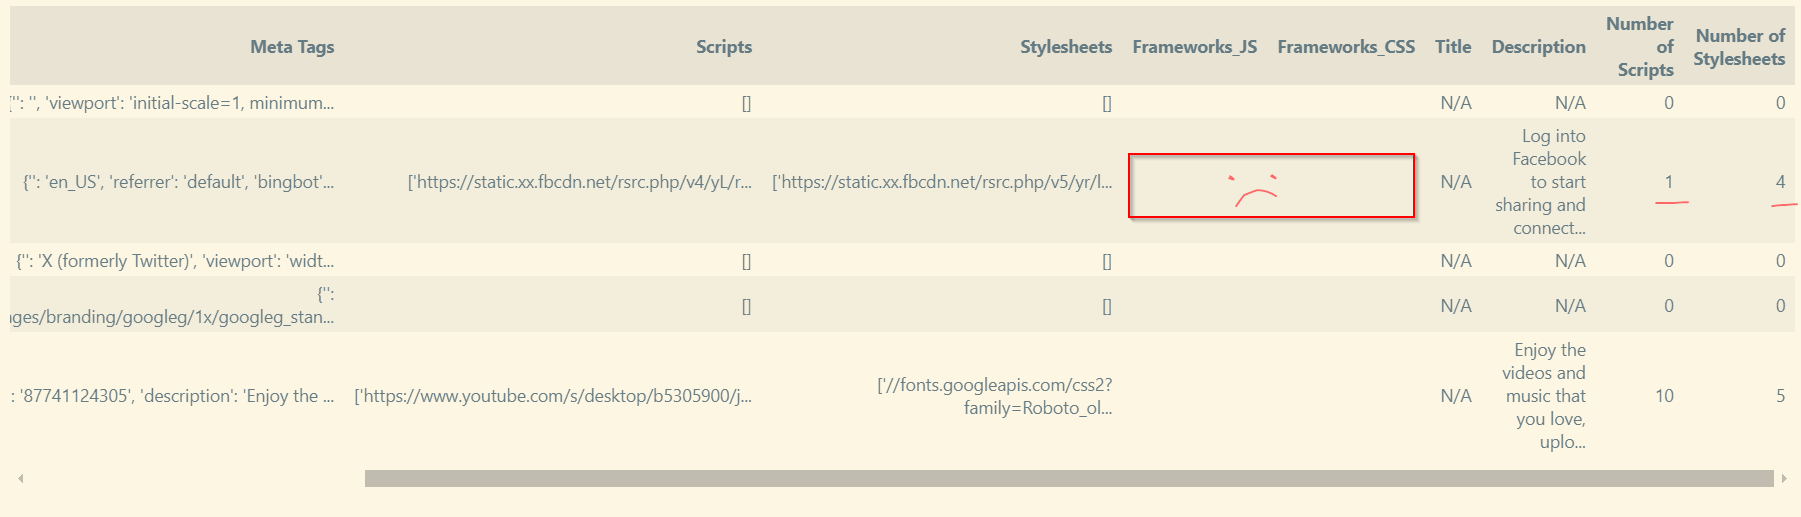 Meta Tags Scripts Stylesheets Frameworks_JS Frameworks_CSS Title Description Number of Scripts Number of Stylesheets
{'': '', 'viewport': 'initial-scale=1, minimum... [] [] N/A N/A 0 0
{'': 'en_US', 'referrer': 'default', 'bingbot'... ['https://static.xx.fbcdn.net/rsrc.php/v4/yL/r... ['https://static.xx.fbcdn.net/rsrc.php/v5/yr/l... N/A Log into Facebook to start sharing and connect... 1 4
{'': 'X (formerly Twitter)', 'viewport': 'widt... [] [] N/A N/A 0 0
{'':
ages/branding/googleg/1x/googleg_stan... [] [] N/A N/A 0 0
: '87741124305', 'description': 'Enjoy the ... ['https://www.youtube.com/s/desktop/b5305900/j... ['//fonts.googleapis.com/css2?family=Roboto_ol... N/A Enjoy the videos and music that you love, uplo... 10 5